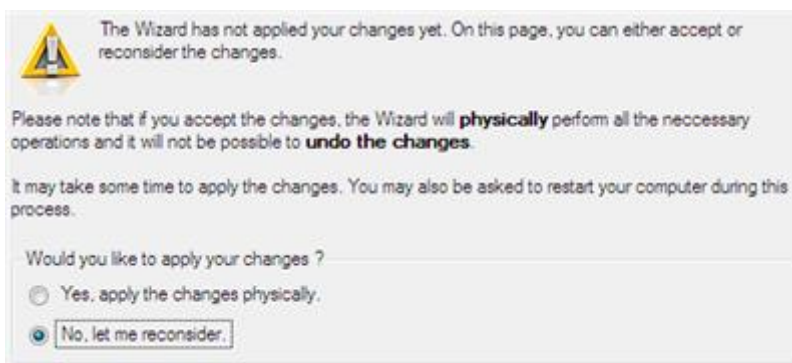 The Wizard has not applied your changes yet. On this page, you can either accept or
reconsider the changes.
Please note that if you accept the changes, the Wizard will physically perform all the neccessary
operations and it will not be possible to undo the changes.
It may take some time to apply the changes. You may also be asked to restart your computer during this
process.
Would you like to apply your changes ?
Yes, apply the changes physically.
No, let me reconsider.